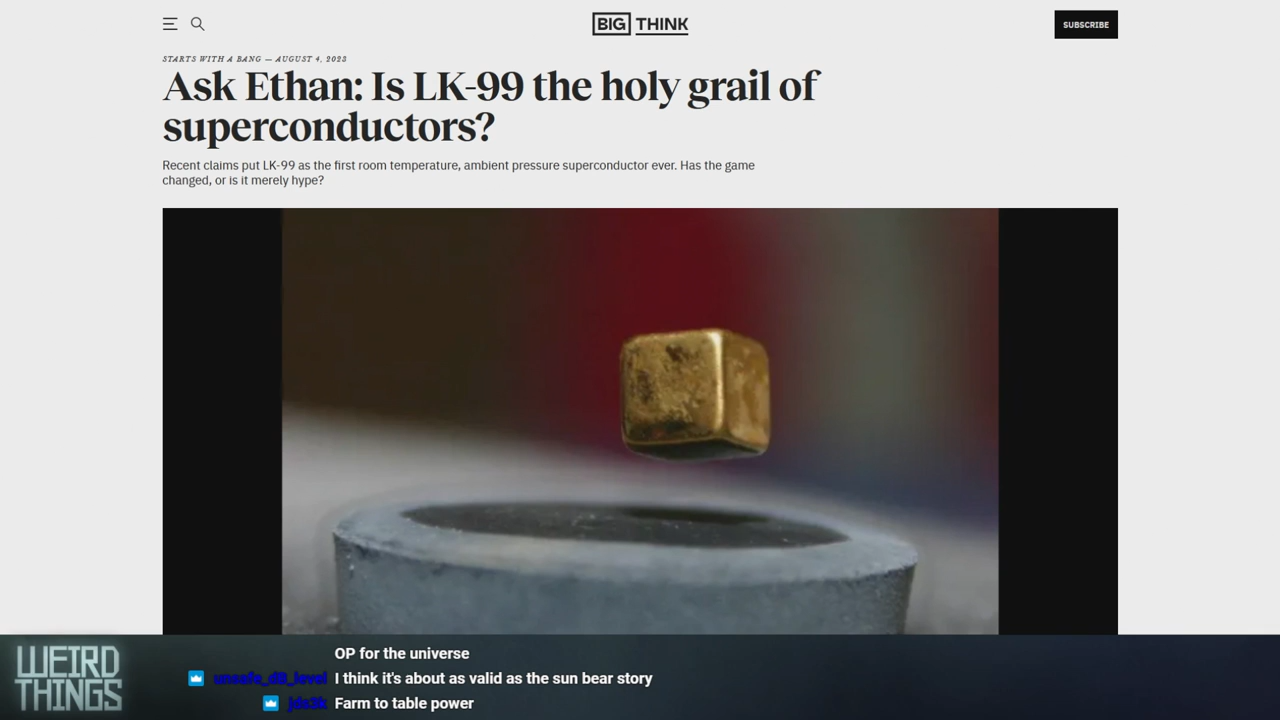 BIG THINK
SUBSCRIBE
STARTS WITH A BANG — AUGUST 4, 2023
Ask Ethan: Is LK-99 the holy grail of
superconductors?
Recent claims put LK-99 as the first room temperature, ambient pressure superconductor ever. Has the game
changed, or is it merely hype?
WEIRD
THINGS
OP for the universe
unsafe_dB_level I think it's about as valid as the sun bear story
jds3k Farm to table power